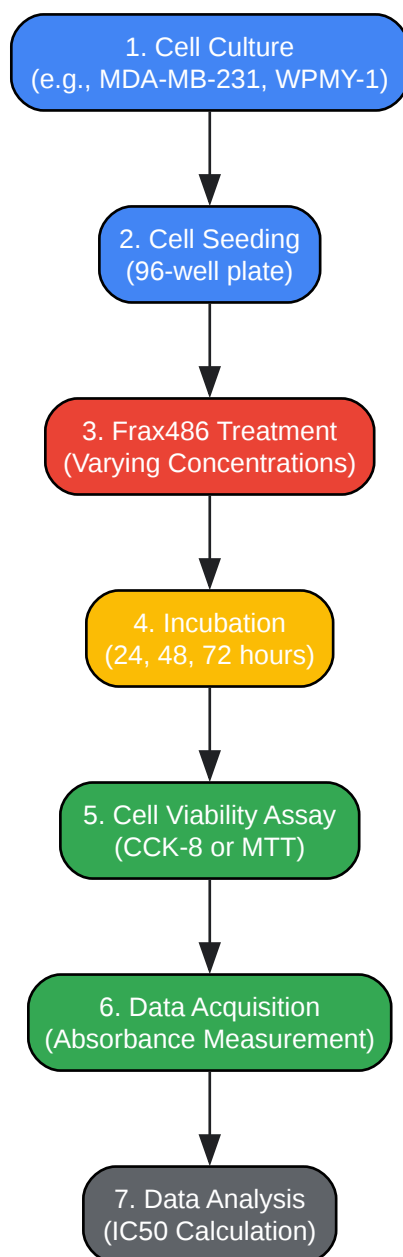 1. Cell Culture
(e.g., MDA-MB-231, WPMY-1)
2. Cell Seeding
(96-well plate)
3. Frax486 Treatment
(Varying Concentrations)
4. Incubation
(24, 48, 72 hours)
5. Cell Viability Assay
(CCK-8 or MTT)
6. Data Acquisition
(Absorbance Measurement)
7. Data Analysis
(IC50 Calculation)